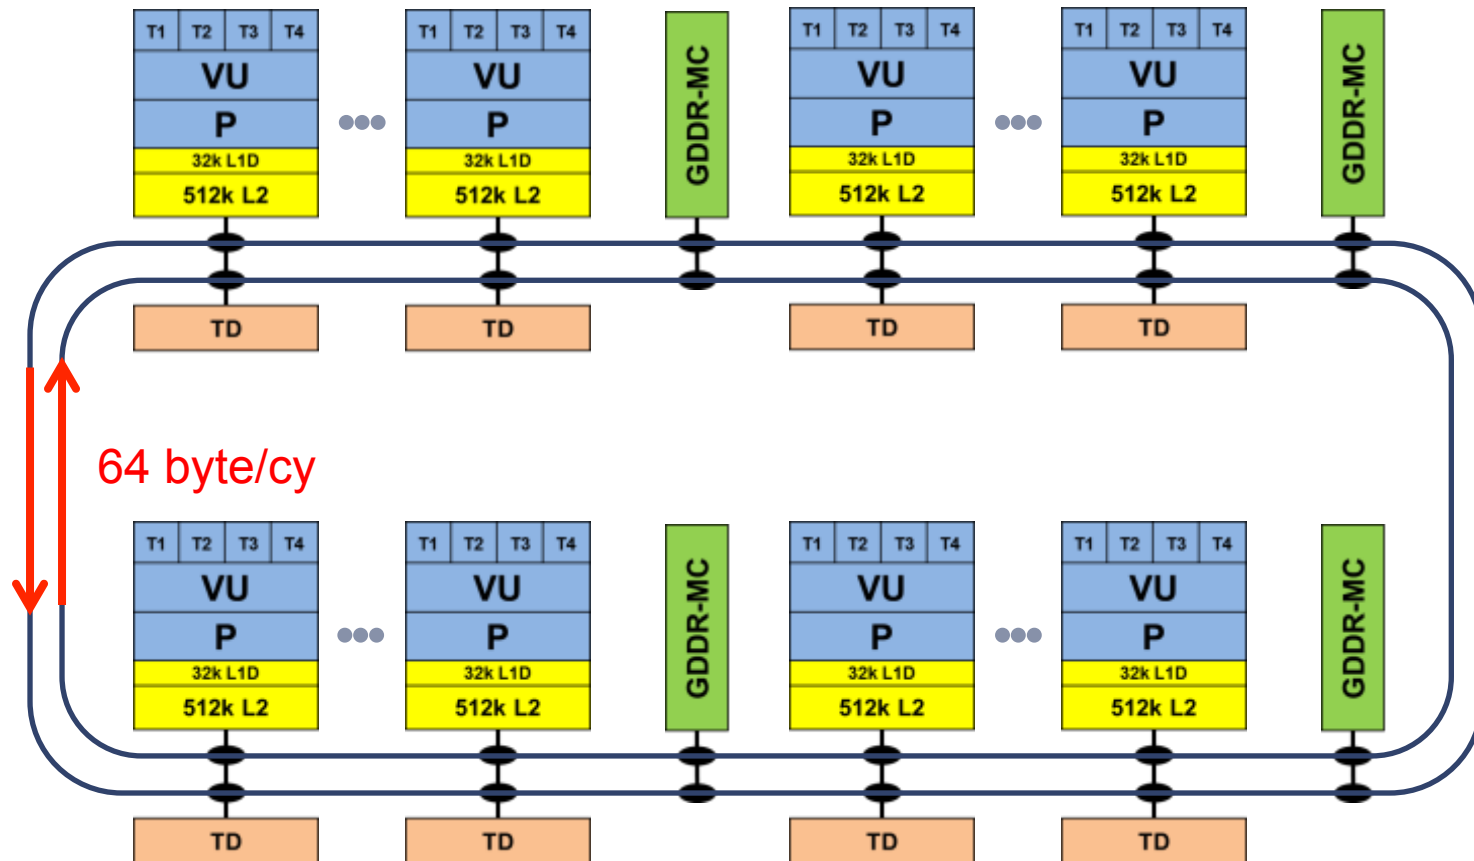 T1 T2 T3 T4
VU
P
32k L1D
512k L2
T1 T2 T3 T4
VU
P
32k L1D
512k L2
GDDR-MC
T1 T2 T3 T4
VU
P
32k L1D
512k L2
T1 T2 T3 T4
VU
P
32k L1D
512k L2
GDDR-MC
TD
TD
TD
TD
64 byte/cy
T1 T2 T3 T4
VU
P
32k L1D
512k L2
T1 T2 T3 T4
VU
P
32k L1D
512k L2
GDDR-MC
T1 T2 T3 T4
VU
P
32k L1D
512k L2
T1 T2 T3 T4
VU
P
32k L1D
512k L2
GDDR-MC
TD
TD
TD
TD